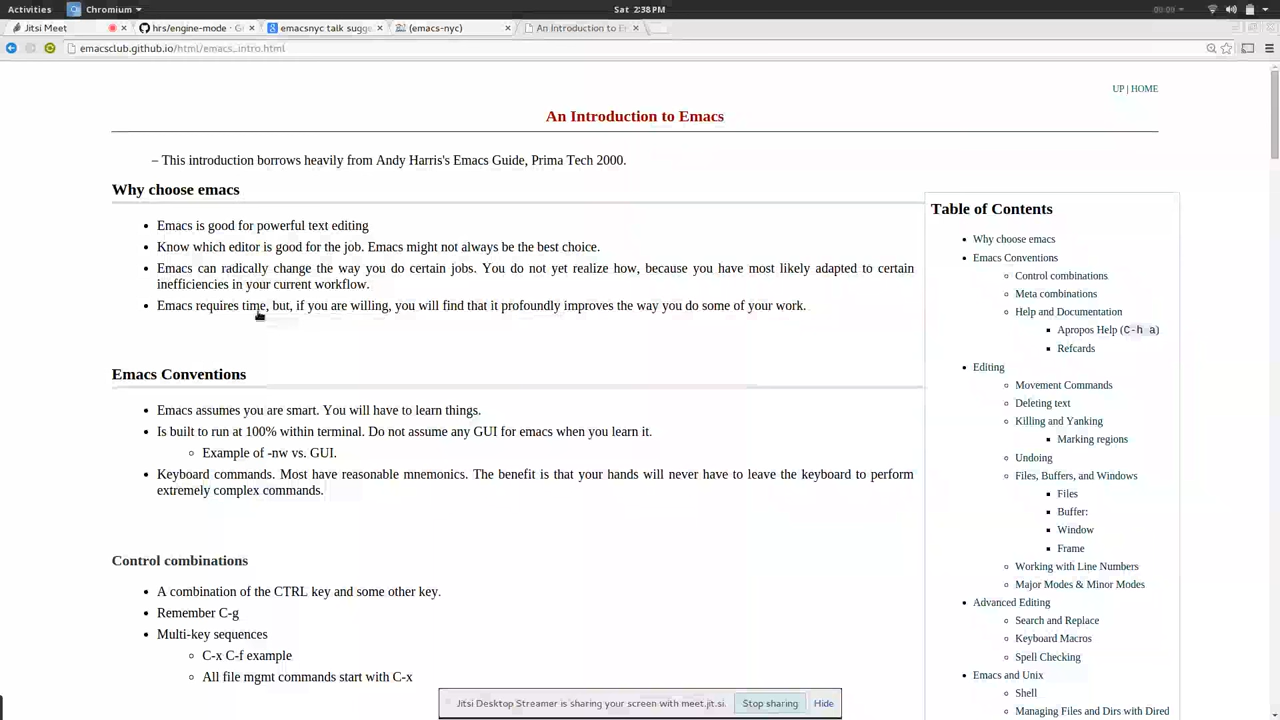 Activities Chromium Sat 2:38PM 00:00
Jitsi Meet × hrs/engine-mode · G × emacsnyc talk sugg × (emacs-nyc) × An Introduction to E ×
emacsclub.github.io/html/emacs_intro.html
UP | HOME
An Introduction to Emacs
– This introduction borrows heavily from Andy Harris's Emacs Guide, Prima Tech 2000.
Why choose emacs
• Emacs is good for powerful text editing
• Know which editor is good for the job. Emacs might not always be the best choice.
• Emacs can radically change the way you do certain jobs. You do not yet realize how, because you have most likely adapted to certain
inefficiencies in your current workflow.
• Emacs requires time, but, if you are willing, you will find that it profoundly improves the way you do some of your work.
Emacs Conventions
• Emacs assumes you are smart. You will have to learn things.
• Is built to run at 100% within terminal. Do not assume any GUI for emacs when you learn it.
◦ Example of -nw vs. GUI.
• Keyboard commands. Most have reasonable mnemonics. The benefit is that your hands will never have to leave the keyboard to perform
extremely complex commands.
Control combinations
• A combination of the CTRL key and some other key.
• Remember C-g
• Multi-key sequences
◦ C-x C-f example
◦ All file mgmt commands start with C-x
Table of Contents
• Why choose emacs
• Emacs Conventions
◦ Control combinations
◦ Meta combinations
◦ Help and Documentation
▪ Apropos Help (C-h a)
▪ Refcards
• Editing
◦ Movement Commands
◦ Deleting text
◦ Killing and Yanking
▪ Marking regions
◦ Undoing
◦ Files, Buffers, and Windows
▪ Files
▪ Buffer:
▪ Window
▪ Frame
◦ Working with Line Numbers
◦ Major Modes & Minor Modes
• Advanced Editing
◦ Search and Replace
◦ Keyboard Macros
◦ Spell Checking
• Emacs and Unix
◦ Shell
◦ Managing Files and Dirs with Dired
Jitsi Desktop Streamer is sharing your screen with meet.jit.si. Stop sharing Hide